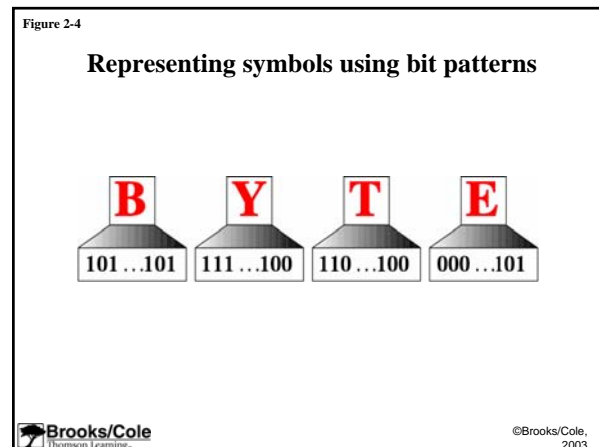 Figure 2-4
Representing symbols using bit patterns
B Y T E
101 …101 111 …100 110 …100 000 …101
Brooks/Cole
Thomson Learning™
©Brooks/Cole,
2003